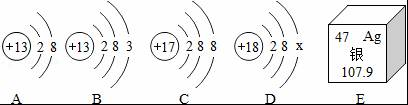 +13 2 8
+13 2 8 3
+17 2 8 8
+18 2 8 x
47 Ag
银
107.9
A B C D E